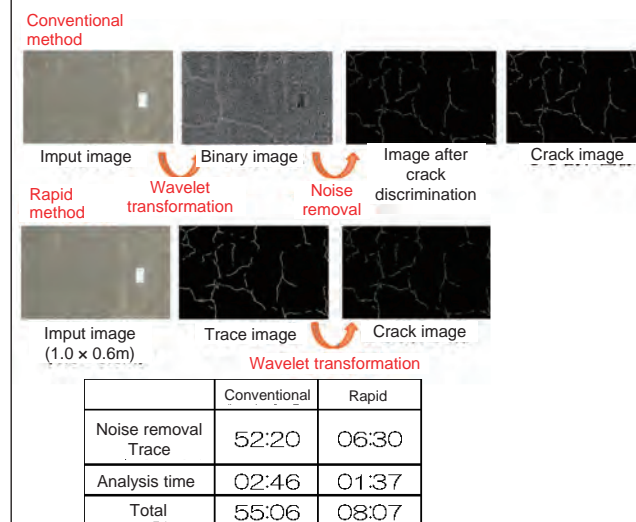 Conventional
method
Imput image
Binary image
Image after
crack
discrimination
Crack image
Wavelet
transformation
Noise
removal
Rapid
method
Imput image
(1.0 × 0.6m)
Trace image
Crack image
Wavelet transformation
Conventional Rapid
Noise removal
Trace
52:20 06:30
Analysis time 02:46 01:37
Total 55:06 08:07